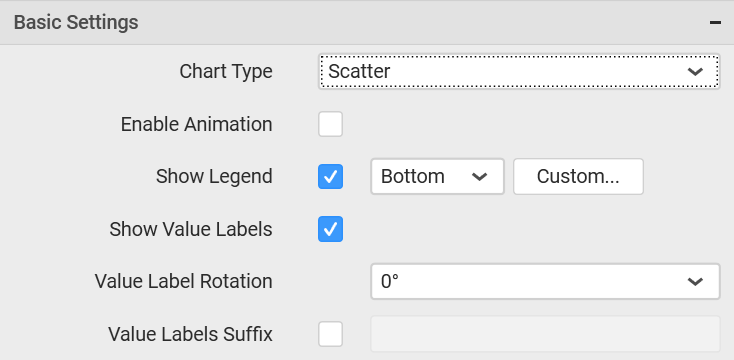 Basic Settings
Chart Type Scatter
Enable Animation
Show Legend Bottom Custom...
Show Value Labels
Value Label Rotation 0°
Value Labels Suffix